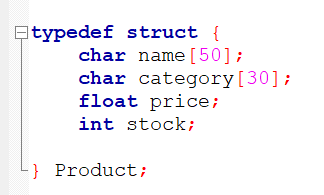 typedef struct {
    char name[50];
    char category[30];
    float price;
    int stock;
} Product;